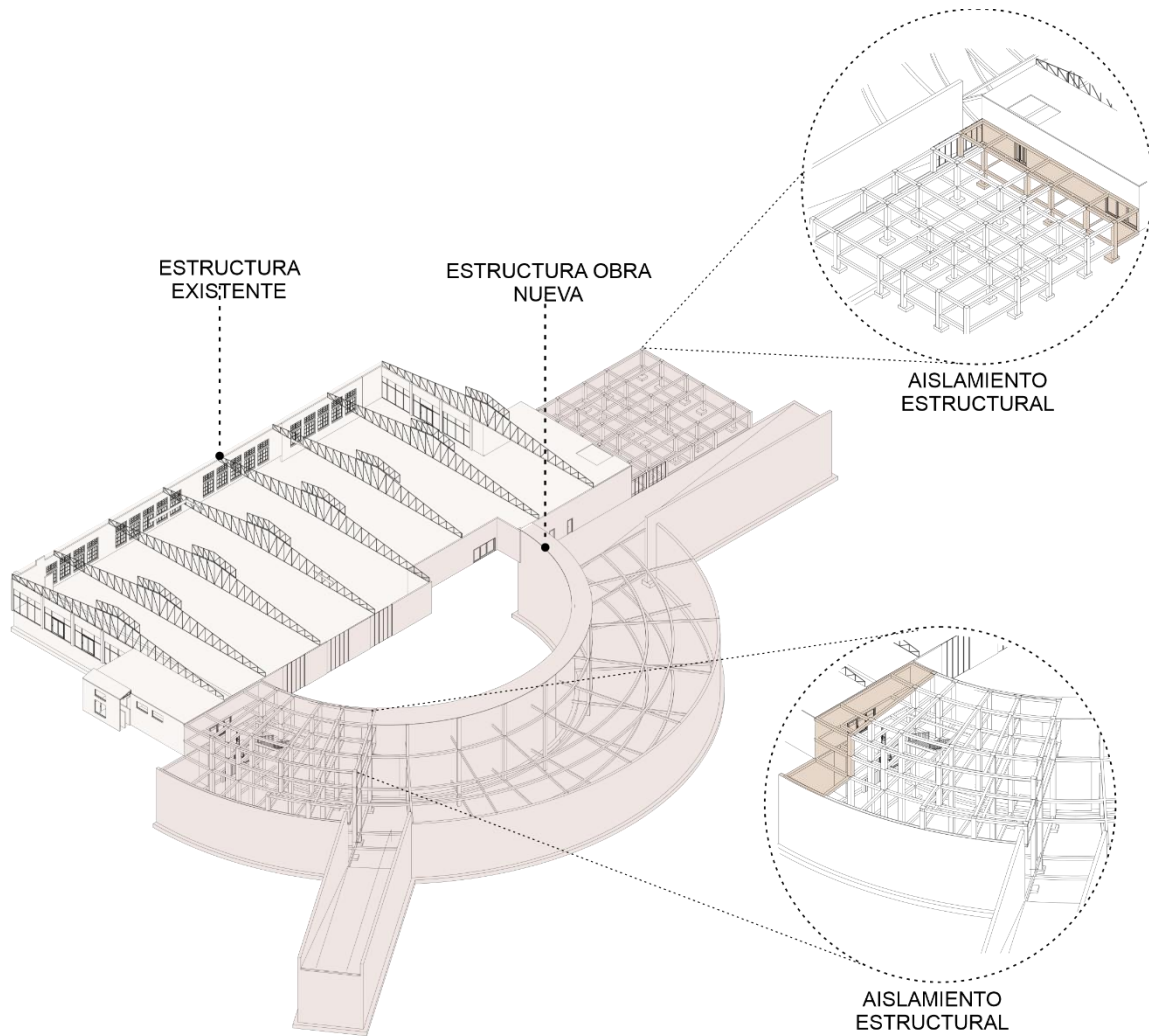 ESTRUCTURA
EXISTENTE
ESTRUCTURA OBRA
NUEVA
AISLAMIENTO
ESTRUCTURAL
AISLAMIENTO
ESTRUCTURAL